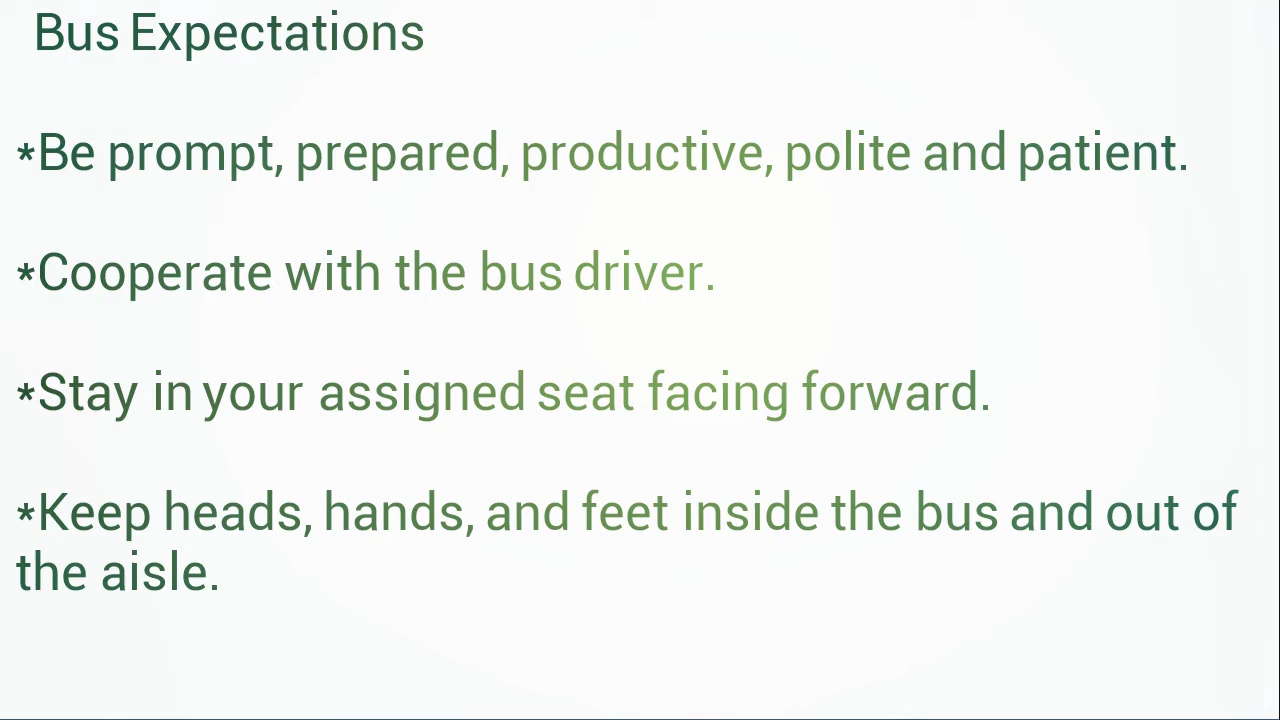 Bus Expectations
*Be prompt, prepared, productive, polite and patient.
*Cooperate with the bus driver.
*Stay in your assigned seat facing forward.
*Keep heads, hands, and feet inside the bus and out of
the aisle.